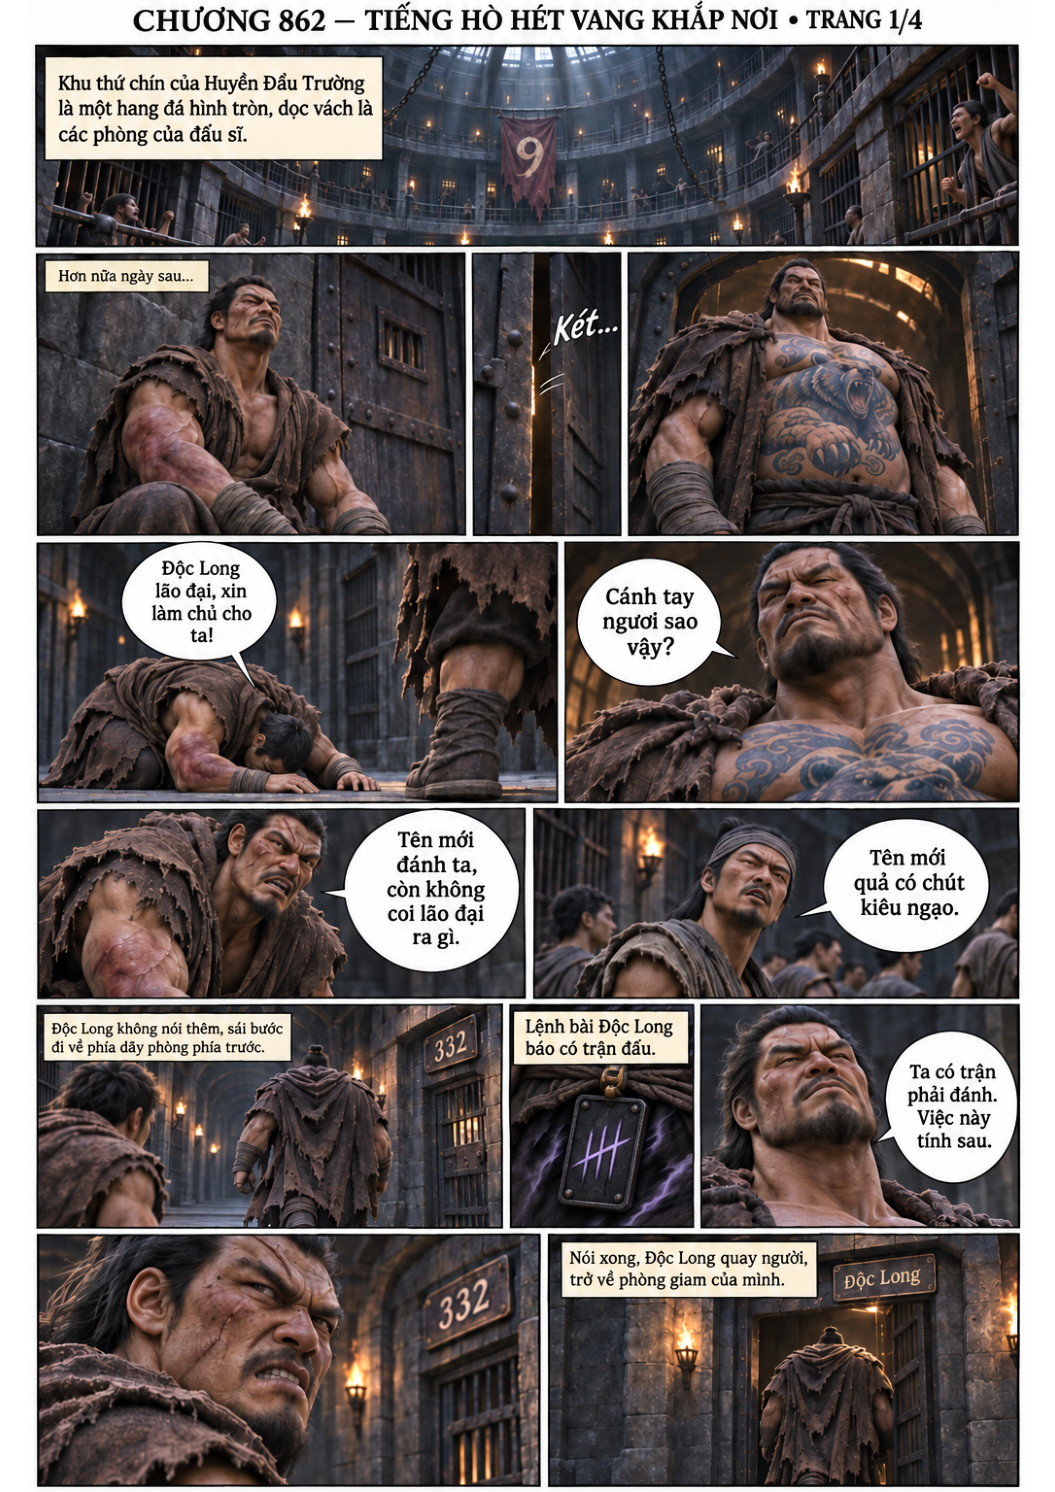 CHƯƠNG 862 – TIẾNG HÒ HÉT VANG KHẮP NƠI • TRANG 1/4
Khu thứ chín của Huyền Đẩu Trường
là một hang đá hình tròn, dọc vách là
các phòng của đấu sĩ.
9
Hơn nữa ngày sau...
Két...
Độc Long
lão đại, xin
làm chủ cho
ta!
Cánh tay
ngươi sao
vậy?
Tên mới
đánh ta,
còn không
coi lão đại
ra gì.
Tên mới
quả có chút
kiêu ngạo.
Độc Long không nói thêm, sải bước
đi về phía dãy phòng phía trước.
332
Lệnh bài Độc Long
báo có trận đấu.
Ta có trận
phải đánh.
Việc này
tính sau.
332
Nói xong, Độc Long quay người,
trở về phòng giam của mình.
Độc Long